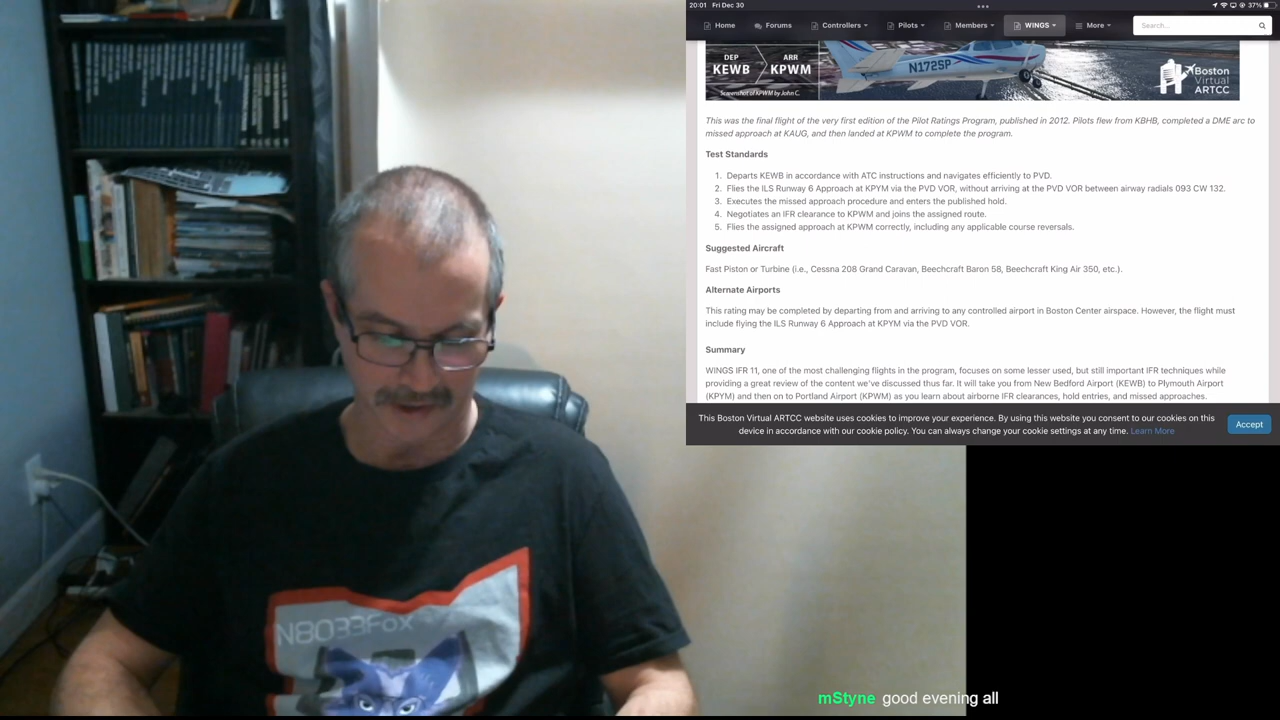 20:01 Fri Dec 30
37%
Home Forums Controllers Pilots Members WINGS More Search...
DEP ARR
KEWB KPWM
Screenshot of KPWM by John C.
N172SP
Boston
Virtual
ARTCC
This was the final flight of the very first edition of the Pilot Ratings Program, published in 2012. Pilots flew from KBHB, completed a DME arc to
missed approach at KAUG, and then landed at KPWM to complete the program.
Test Standards
1. Departs KEWB in accordance with ATC instructions and navigates efficiently to PVD.
2. Flies the ILS Runway 6 Approach at KPYM via the PVD VOR, without arriving at the PVD VOR between airway radials 093 CW 132.
3. Executes the missed approach procedure and enters the published hold.
4. Negotiates an IFR clearance to KPWM and joins the assigned route.
5. Flies the assigned approach at KPWM correctly, including any applicable course reversals.
Suggested Aircraft
Fast Piston or Turbine (i.e., Cessna 208 Grand Caravan, Beechcraft Baron 58, Beechcraft King Air 350, etc.).
Alternate Airports
This rating may be completed by departing from and arriving to any controlled airport in Boston Center airspace. However, the flight must
include flying the ILS Runway 6 Approach at KPYM via the PVD VOR.
Summary
WINGS IFR 11, one of the most challenging flights in the program, focuses on some lesser used, but still important IFR techniques while
providing a great review of the content we've discussed thus far. It will take you from New Bedford Airport (KEWB) to Plymouth Airport
(KPYM) and then on to Portland Airport (KPWM) as you learn about airborne IFR clearances, hold entries, and missed approaches.
This Boston Virtual ARTCC website uses cookies to improve your experience. By using this website you consent to our cookies on this
device in accordance with our cookie policy. You can always change your cookie settings at any time. Learn More
Accept
N8033Fox
mStyne good evening all